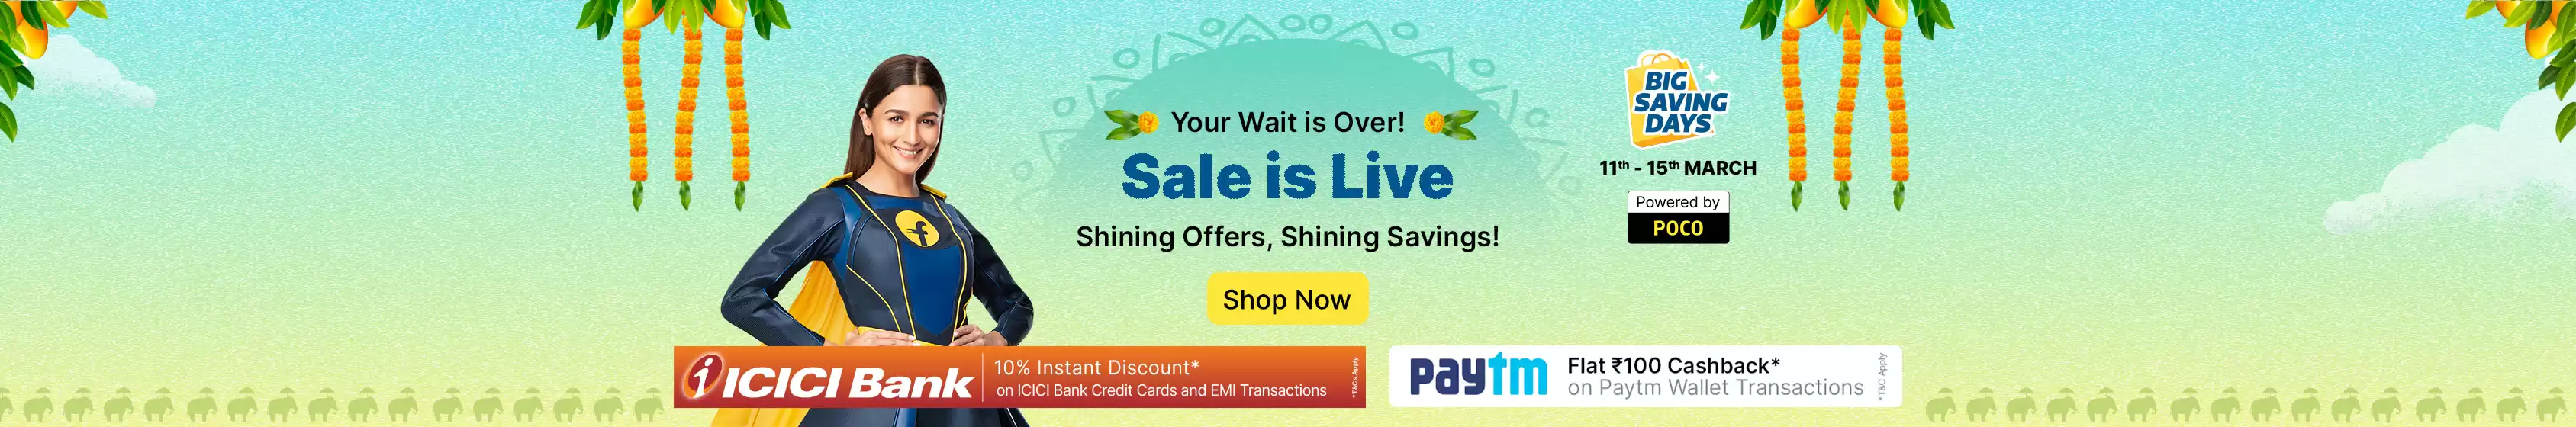 Your Wait is Over!
Sale is Live
Shining Offers, Shining Savings!
Shop Now
BIG
SAVING
DAYS
11th - 15th MARCH
Powered by
POCO
f
i ICICI Bank
10% Instant Discount*
on ICICI Bank Credit Cards and EMI Transactions
*T&Cs Apply
paytm
Flat ₹100 Cashback*
on Paytm Wallet Transactions
*T&C Apply